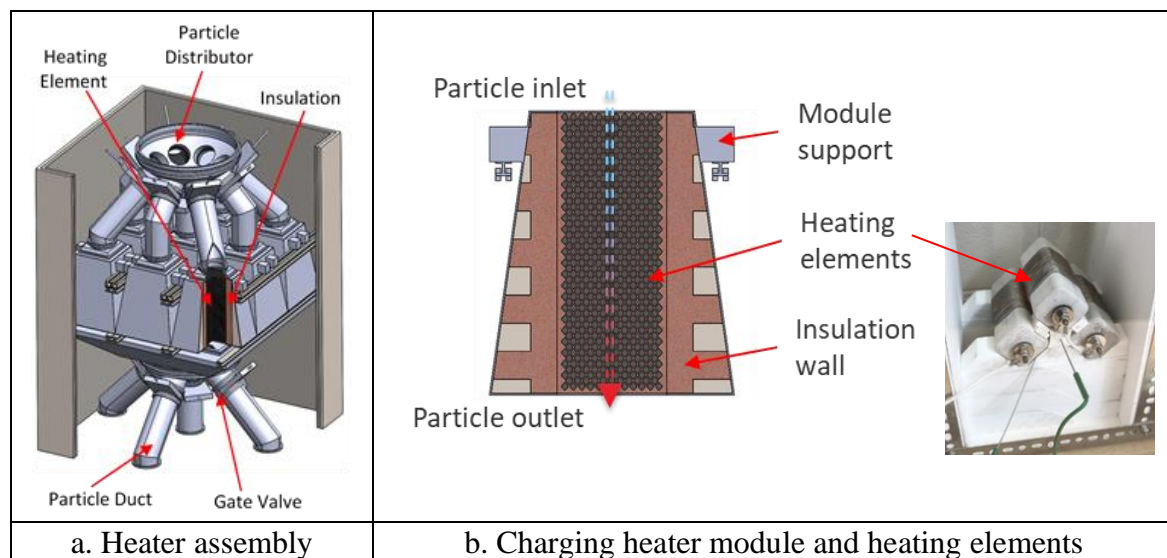 Particle
Distributor
Heating
Element
Insulation
Particle Duct
Gate Valve
Particle inlet
Module
support
Heating
elements
Insulation
wall
Particle outlet
a. Heater assembly
b. Charging heater module and heating elements